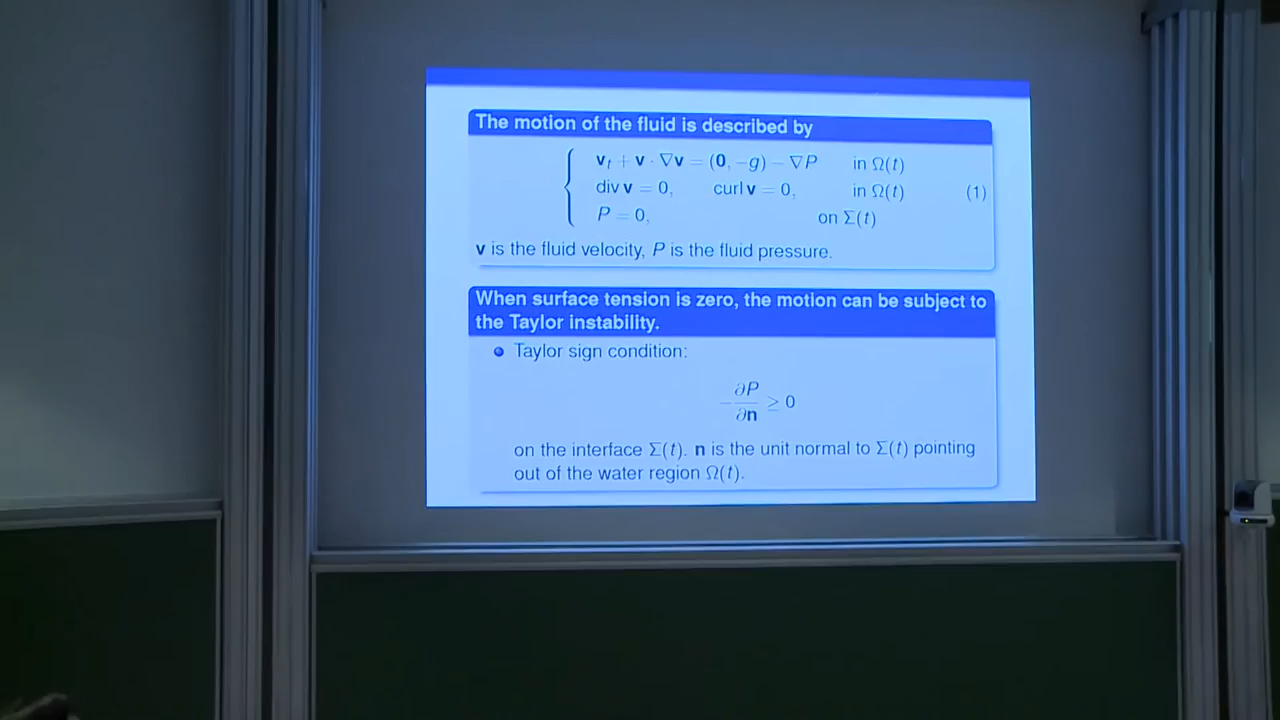 The motion of the fluid is described by
vₜ + v · ∇v = (0, −g) − ∇P in Ω(t)
div v = 0, curl v = 0, in Ω(t) (1)
P = 0, on Σ(t)
v is the fluid velocity, P is the fluid pressure.
When surface tension is zero, the motion can be subject to
the Taylor instability.
• Taylor sign condition:
−∂P/∂n ≥ 0
on the interface Σ(t). n is the unit normal to Σ(t) pointing
out of the water region Ω(t).